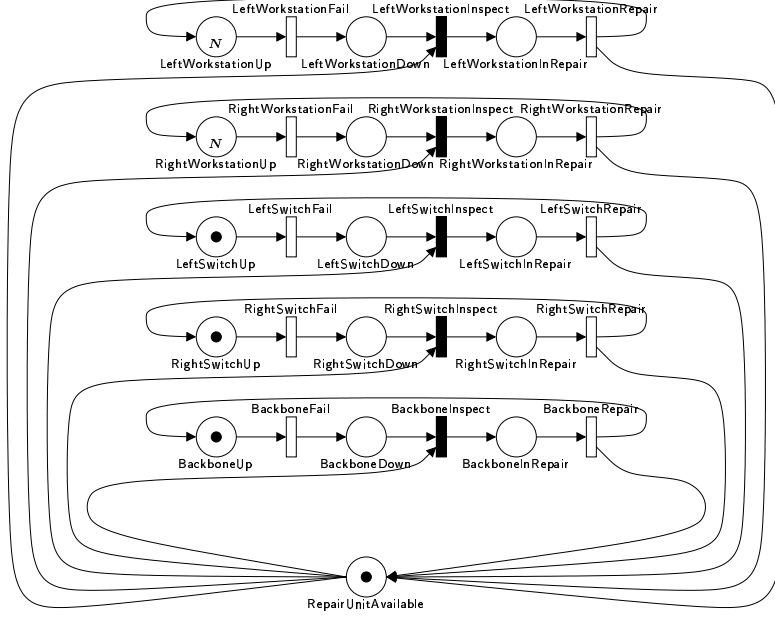 LeftWorkstationFail LeftWorkstationInspect LeftWorkstationRepair
N
LeftWorkstationUp LeftWorkstationDown LeftWorkstationInRepair
RightWorkstationFail RightWorkstationInspect RightWorkstationRepair
N
RightWorkstationUp RightWorkstationDown RightWorkstationInRepair
LeftSwitchFail LeftSwitchInspect LeftSwitchRepair
LeftSwitchUp LeftSwitchDown LeftSwitchInRepair
RightSwitchFail RightSwitchInspect RightSwitchRepair
RightSwitchUp RightSwitchDown RightSwitchInRepair
BackboneFail BackboneInspect BackboneRepair
BackboneUp BackboneDown BackboneInRepair
RepairUnitAvailable